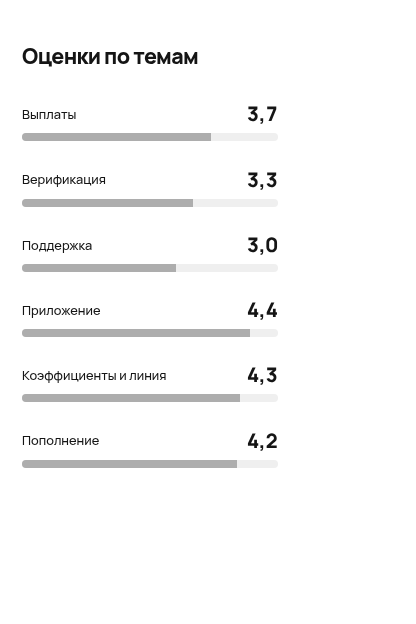 Оценки по темам
Выплаты 3,7
Верификация 3,3
Поддержка 3,0
Приложение 4,4
Коэффициенты и линия 4,3
Пополнение 4,2